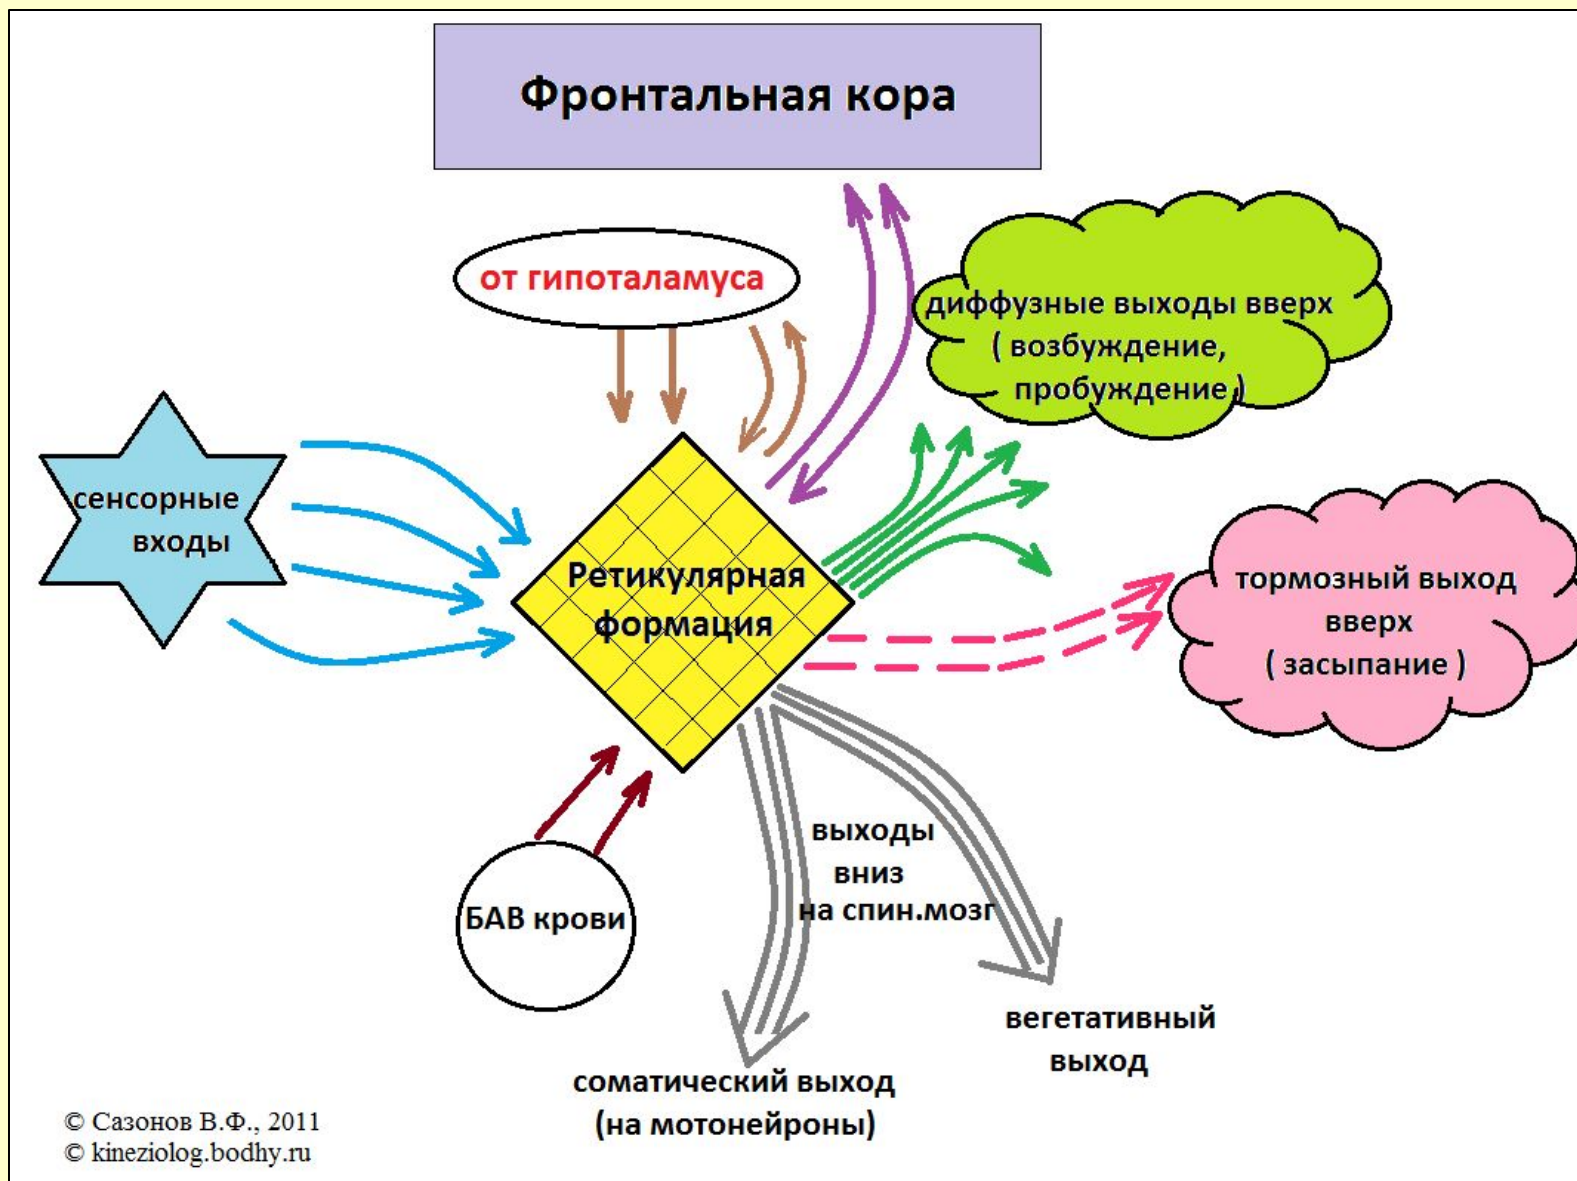 Фронтальная кора
от гипоталамуса
диффузные выходы вверх
( возбуждение,
пробуждение )
сенсорные
входы
Ретикулярная
формация
тормозный выход
вверх
( засыпание )
выходы
вниз
на спин.мозг
БАВ крови
вегетативный
выход
соматический выход
(на мотонейроны)
© Сазонов В.Ф., 2011
© kineziolog.bodhy.ru